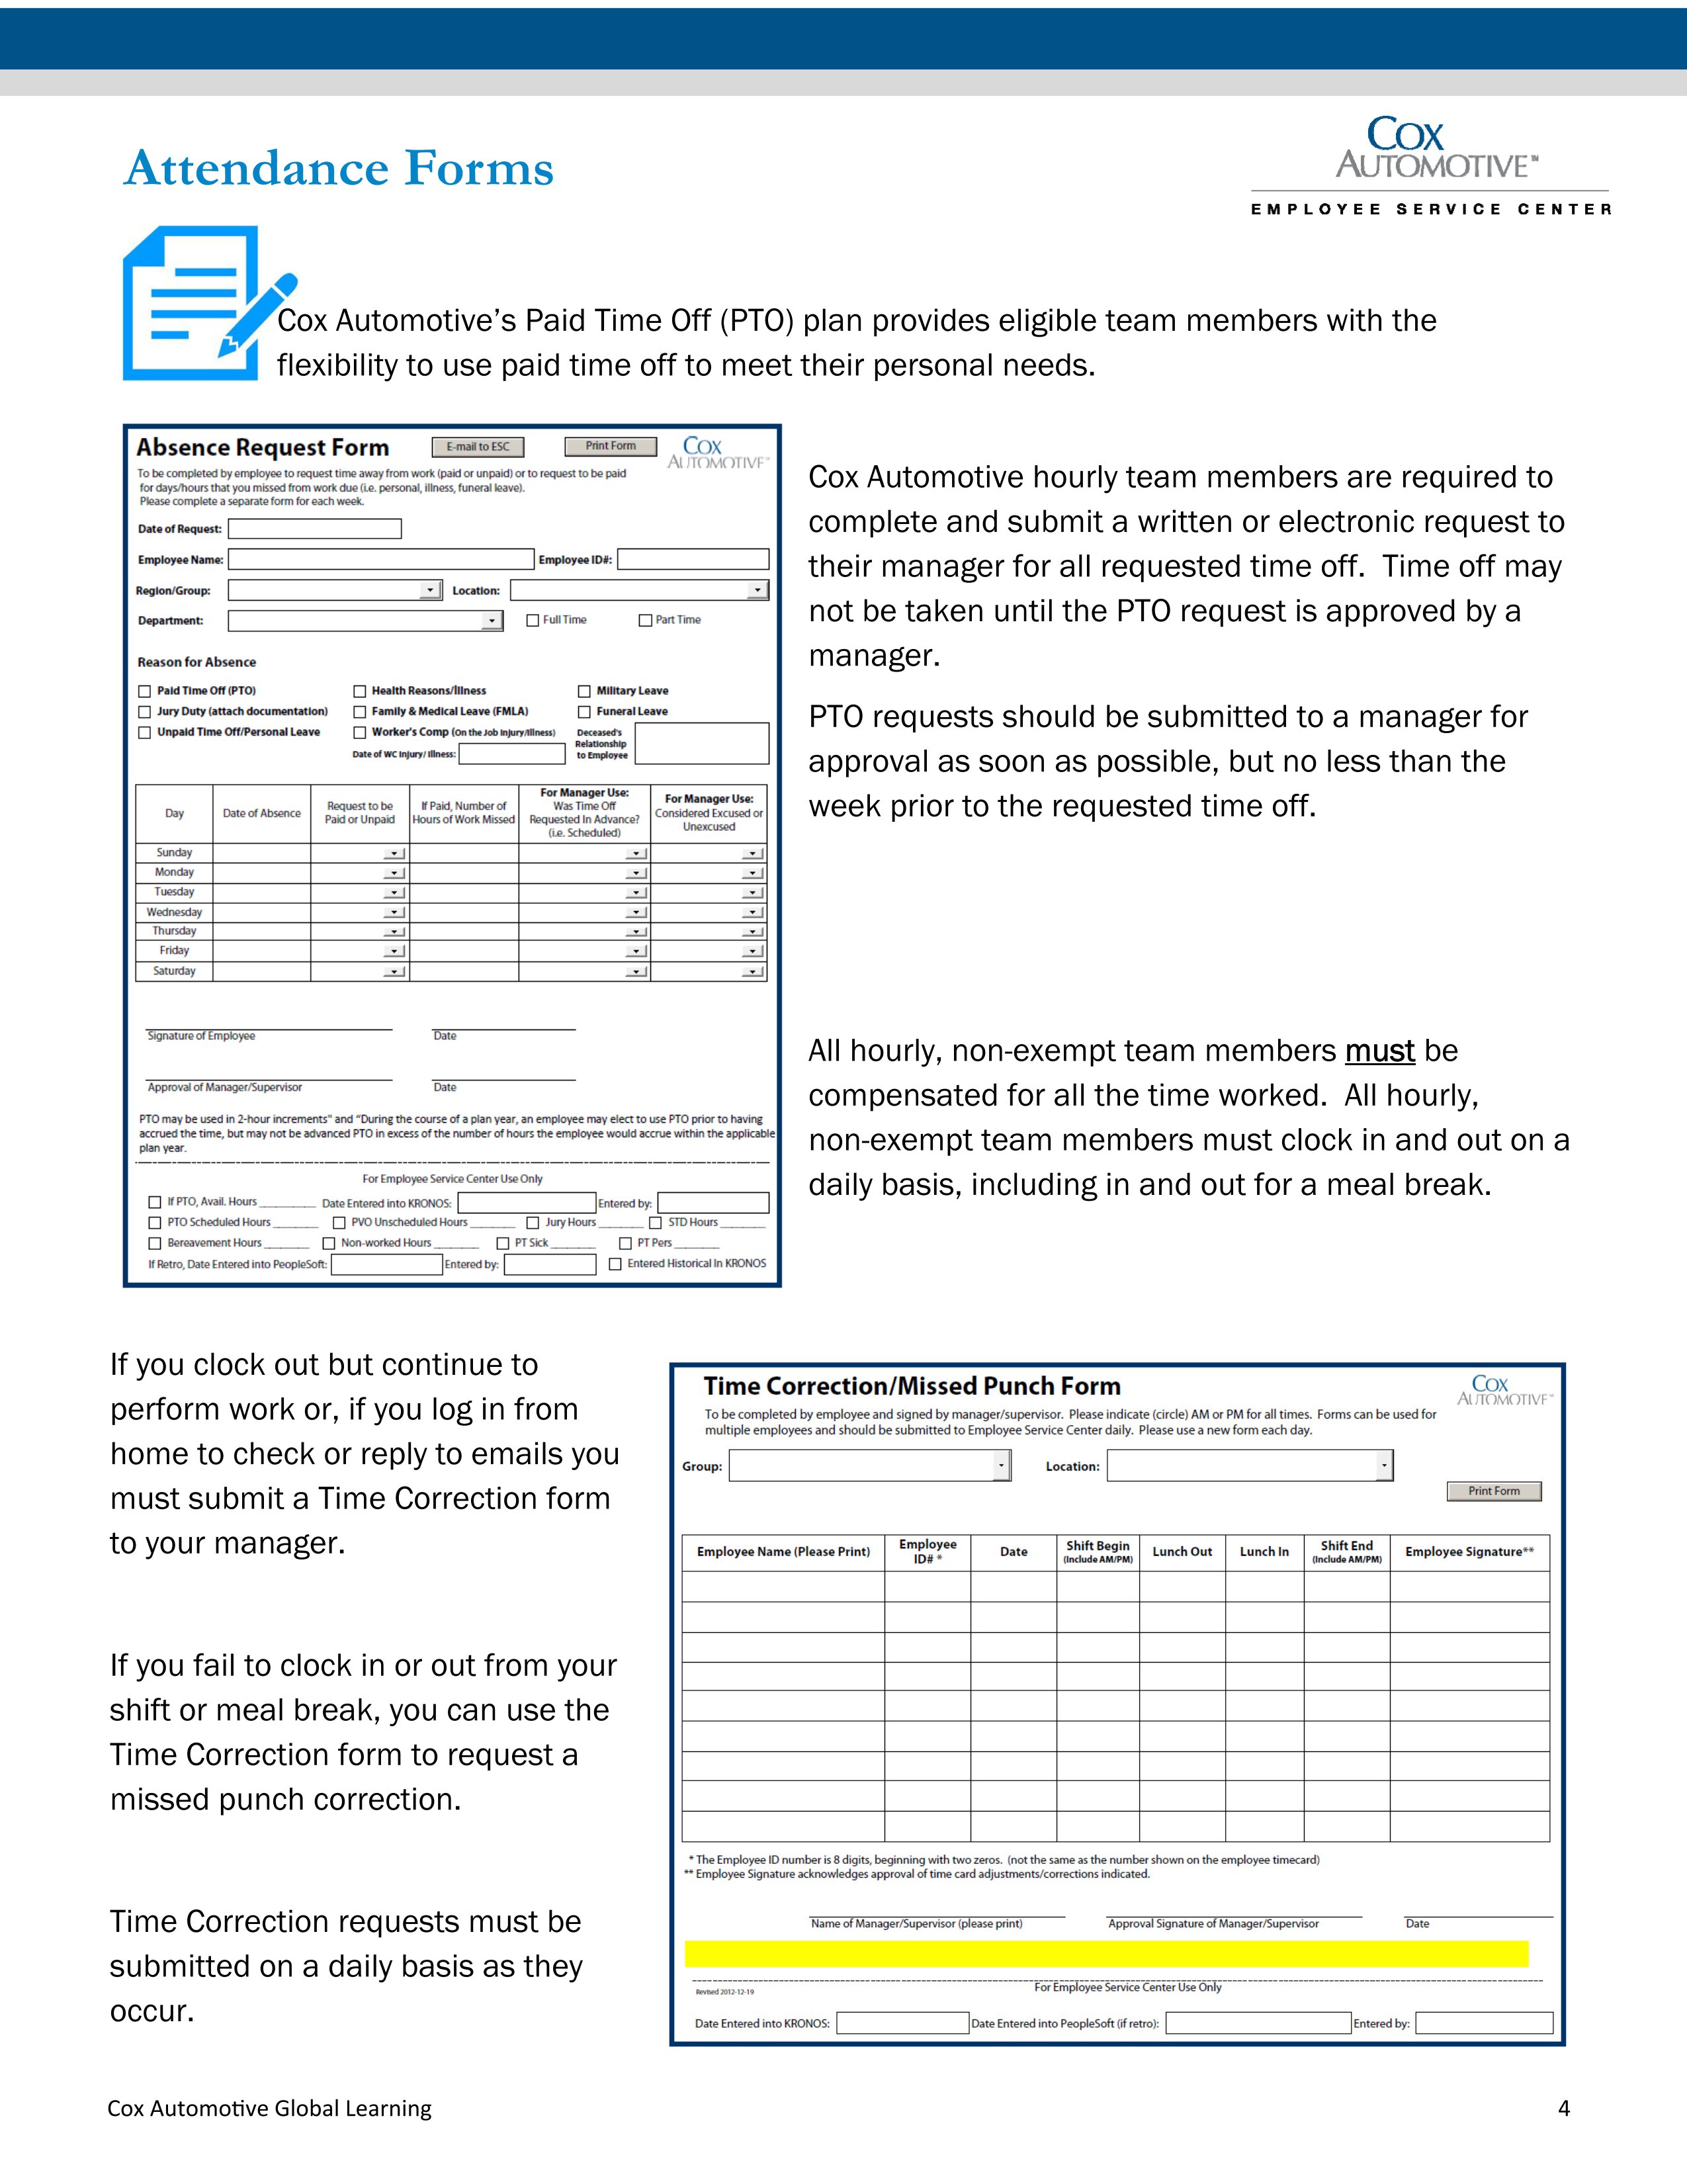 Attendance Forms
COX
AUTOMOTIVE™
EMPLOYEE SERVICE CENTER
Cox Automotive's Paid Time Off (PTO) plan provides eligible team members with the
flexibility to use paid time off to meet their personal needs.
Absence Request Form
E-mail to ESC
Print Form
COX
AUTOMOTIVE™
To be completed by employee to request time away from work (paid or unpaid) or to request to be paid
for days/hours that you missed from work due (i.e. personal, illness, funeral leave).
Please complete a separate form for each week.
Date of Request:
Employee Name: Employee ID#:
Region/Group: Location:
Department: Full Time Part Time
Reason for Absence
Paid Time Off (PTO) Health Reasons/Illness Military Leave
Jury Duty (attach documentation) Family & Medical Leave (FMLA) Funeral Leave
Unpaid Time Off/Personal Leave Worker's Comp (On the Job Injury/Illness) Deceased's
Relationship
to Employee
Date of WC Injury/ Illness:
Day Date of Absence Request to be Paid or Unpaid If Paid, Number of Hours of Work Missed For Manager Use: Was Time Off Requested In Advance? (i.e. Scheduled) For Manager Use: Considered Excused or Unexcused
Sunday
Monday
Tuesday
Wednesday
Thursday
Friday
Saturday
Signature of Employee Date
Approval of Manager/Supervisor Date
PTO may be used in 2-hour increments" and "During the course of a plan year, an employee may elect to use PTO prior to having
accrued the time, but may not be advanced PTO in excess of the number of hours the employee would accrue within the applicable
plan year.
For Employee Service Center Use Only
If PTO, Avail. Hours Date Entered into KRONOS: Entered by:
PTO Scheduled Hours PVO Unscheduled Hours Jury Hours STD Hours
Bereavement Hours Non-worked Hours PT Sick PT Pers
If Retro, Date Entered into PeopleSoft: Entered by: Entered Historical In KRONOS
Cox Automotive hourly team members are required to
complete and submit a written or electronic request to
their manager for all requested time off.  Time off may
not be taken until the PTO request is approved by a
manager.
PTO requests should be submitted to a manager for
approval as soon as possible, but no less than the
week prior to the requested time off.
All hourly, non-exempt team members must be
compensated for all the time worked.  All hourly,
non-exempt team members must clock in and out on a
daily basis, including in and out for a meal break.
If you clock out but continue to
perform work or, if you log in from
home to check or reply to emails you
must submit a Time Correction form
to your manager.
If you fail to clock in or out from your
shift or meal break, you can use the
Time Correction form to request a
missed punch correction.
Time Correction requests must be
submitted on a daily basis as they
occur.
Time Correction/Missed Punch Form
COX
AUTOMOTIVE™
To be completed by employee and signed by manager/supervisor. Please indicate (circle) AM or PM for all times. Forms can be used for
multiple employees and should be submitted to Employee Service Center daily. Please use a new form each day.
Group: Location:
Print Form
Employee Name (Please Print) Employee ID# * Date Shift Begin (Include AM/PM) Lunch Out Lunch In Shift End (Include AM/PM) Employee Signature**
* The Employee ID number is 8 digits, beginning with two zeros. (not the same as the number shown on the employee timecard)
** Employee Signature acknowledges approval of time card adjustments/corrections indicated.
Name of Manager/Supervisor (please print) Approval Signature of Manager/Supervisor Date
For Employee Service Center Use Only
Revised 2012-12-19
Date Entered into KRONOS: Date Entered into PeopleSoft (if retro): Entered by:
Cox Automotive Global Learning 4